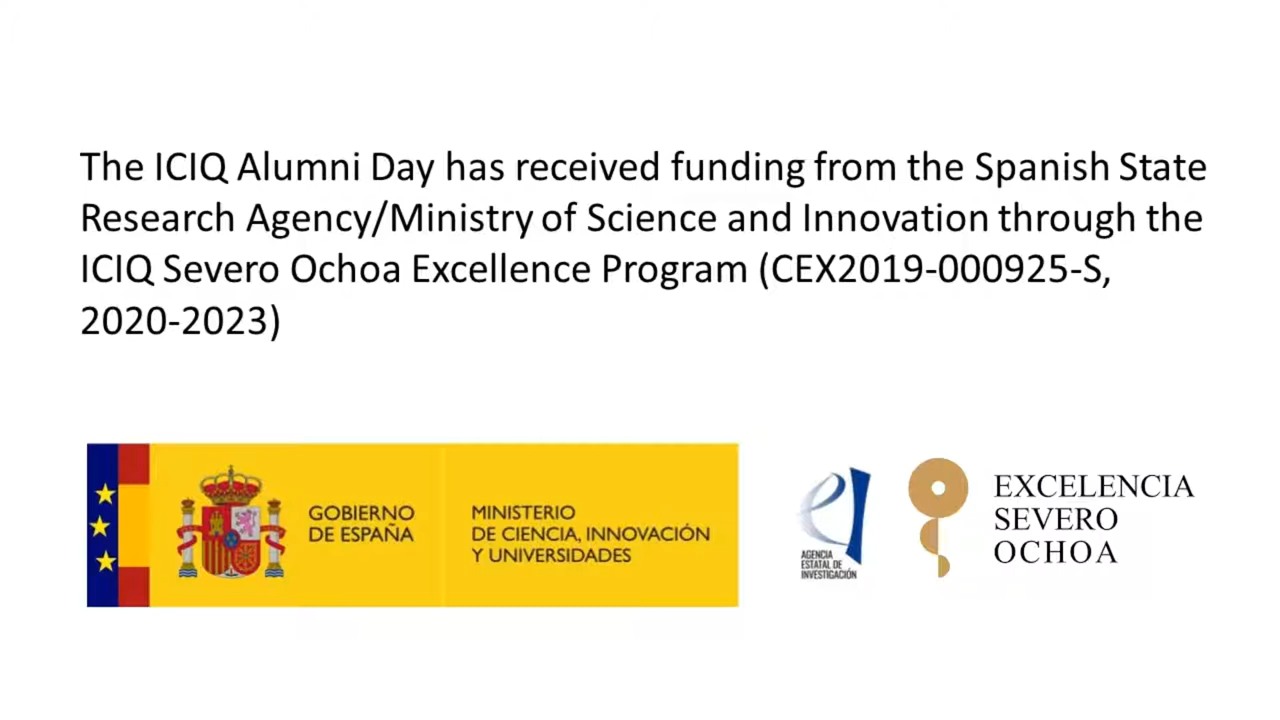 The ICIQ Alumni Day has received funding from the Spanish State
Research Agency/Ministry of Science and Innovation through the
ICIQ Severo Ochoa Excellence Program (CEX2019-000925-S,
2020-2023)
GOBIERNO
DE ESPAÑA
MINISTERIO
DE CIENCIA, INNOVACIÓN
Y UNIVERSIDADES
AGENCIA
ESTATAL DE
INVESTIGACIÓN
EXCELENCIA
SEVERO
OCHOA